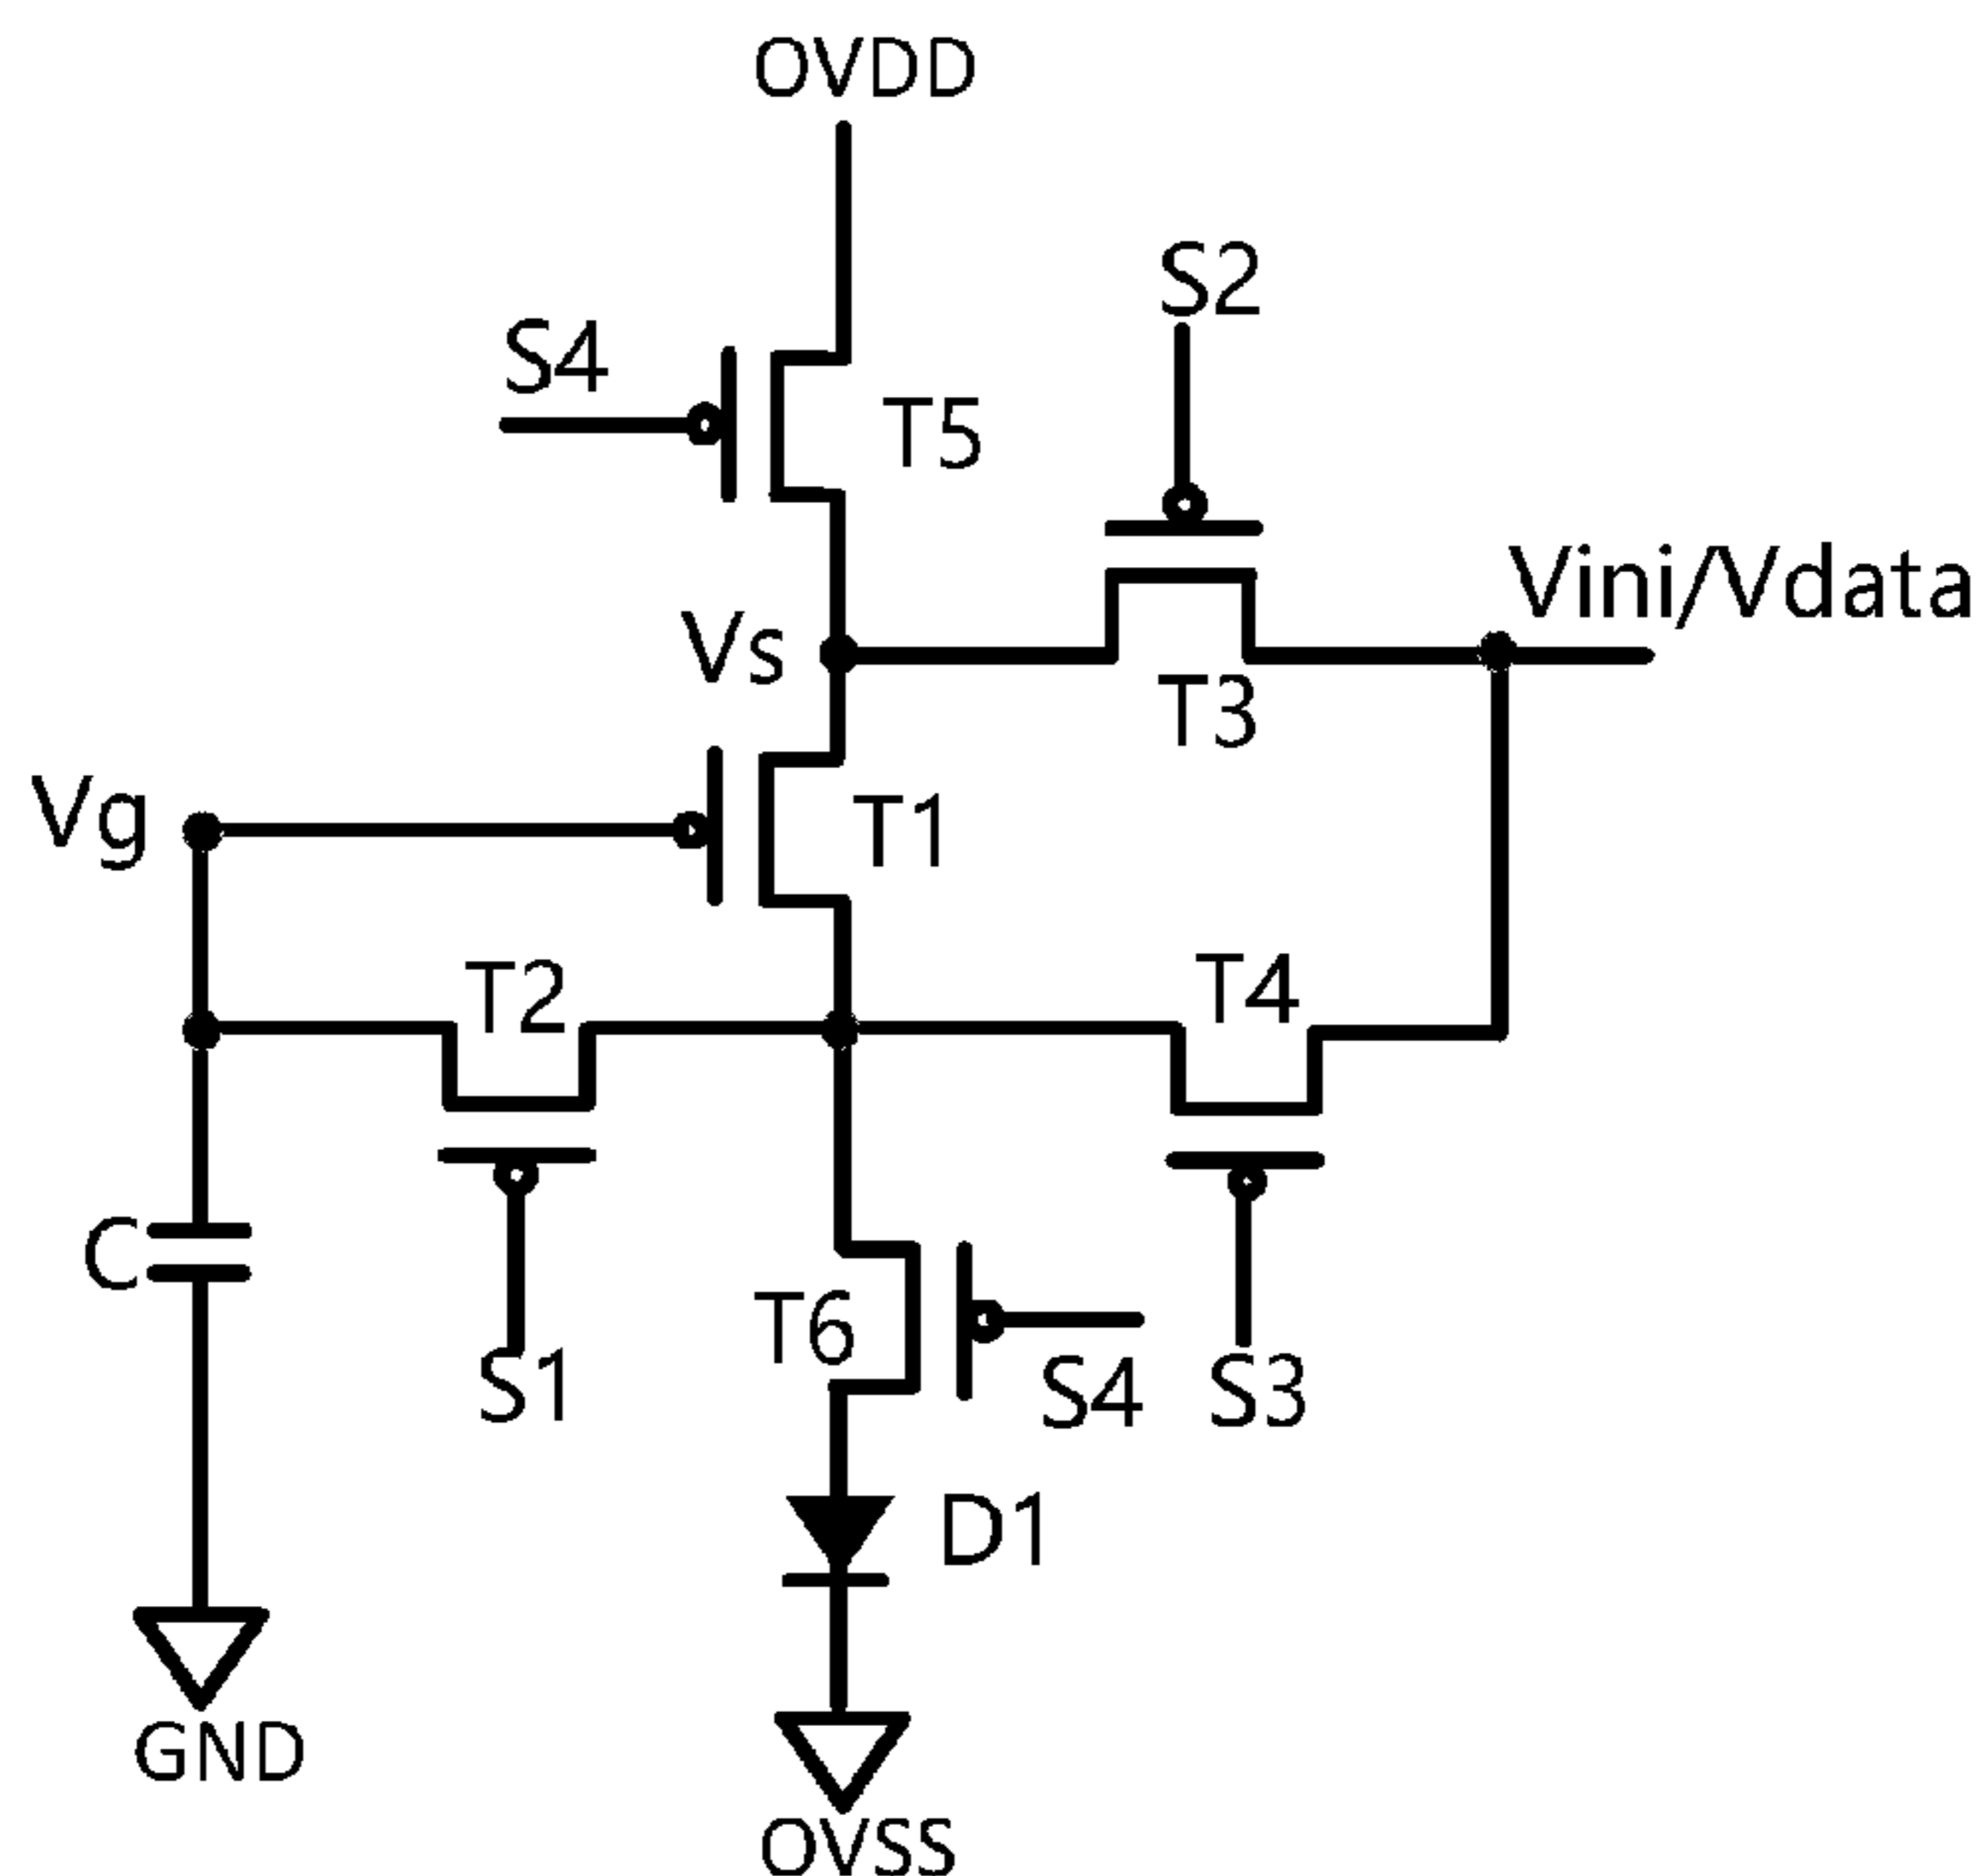 OVDD
S2
S4
T5
Vini/Vdata
Vs
T3
Vg
T1
T2
T4
C
T6
S1
S4
S3
D1
GND
OVSS